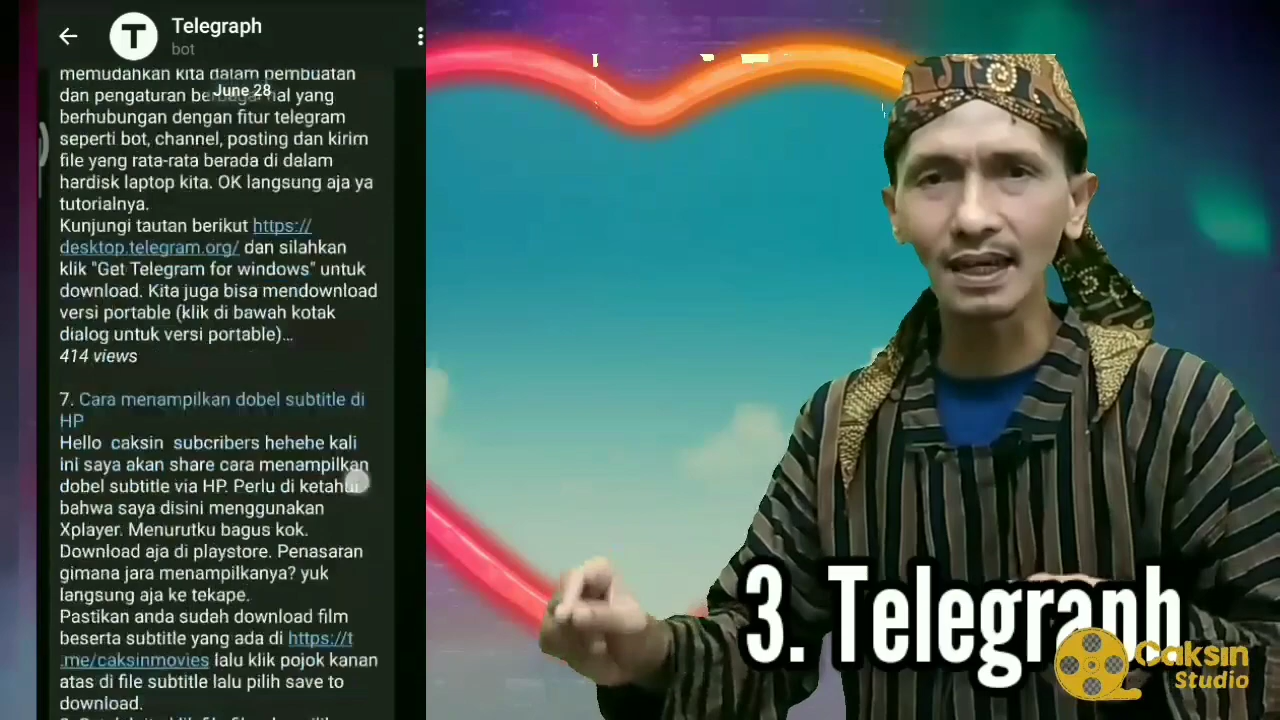 Telegraph
bot
memudahkan kita dalam pembuatan
June 28
dan pengaturan berbagai hal yang
berhubungan dengan fitur telegram
seperti bot, channel, posting dan kirim
file yang rata-rata berada di dalam
hardisk laptop kita. OK langsung aja ya
tutorialnya.
Kunjungi tautan berikut https://
desktop.telegram.org/ dan silahkan
klik "Get Telegram for windows" untuk
download. Kita juga bisa mendownload
versi portable (klik di bawah kotak
dialog untuk versi portable)...
414 views
7. Cara menampilkan dobel subtitle di
HP
Hello caksin subcribers hehehe kali
ini saya akan share cara menampilkan
dobel subtitle via HP. Perlu di ketahui
bahwa saya disini menggunakan
Xplayer. Menurutku bagus kok.
Download aja di playstore. Penasaran
gimana jara menampilkanya? yuk
langsung aja ke tekape.
Pastikan anda sudah download film
beserta subtitle yang ada di https://t
.me/caksinmovies lalu klik pojok kanan
atas di file subtitle lalu pilih save to
download.
3. Telegraph
Caksin
Studio